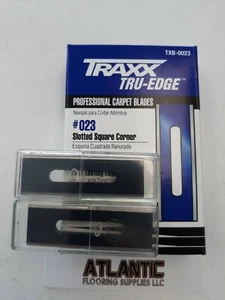 TXB-0023
TRAXX
TRU-EDGE™
PROFESSIONAL CARPET BLADES
Navajas para Cortar Alfombra
#023
Slotted Square Corner
Esquina Cuadrada Ranurada
ATLANTIC
FLOORING SUPPLIES LLC